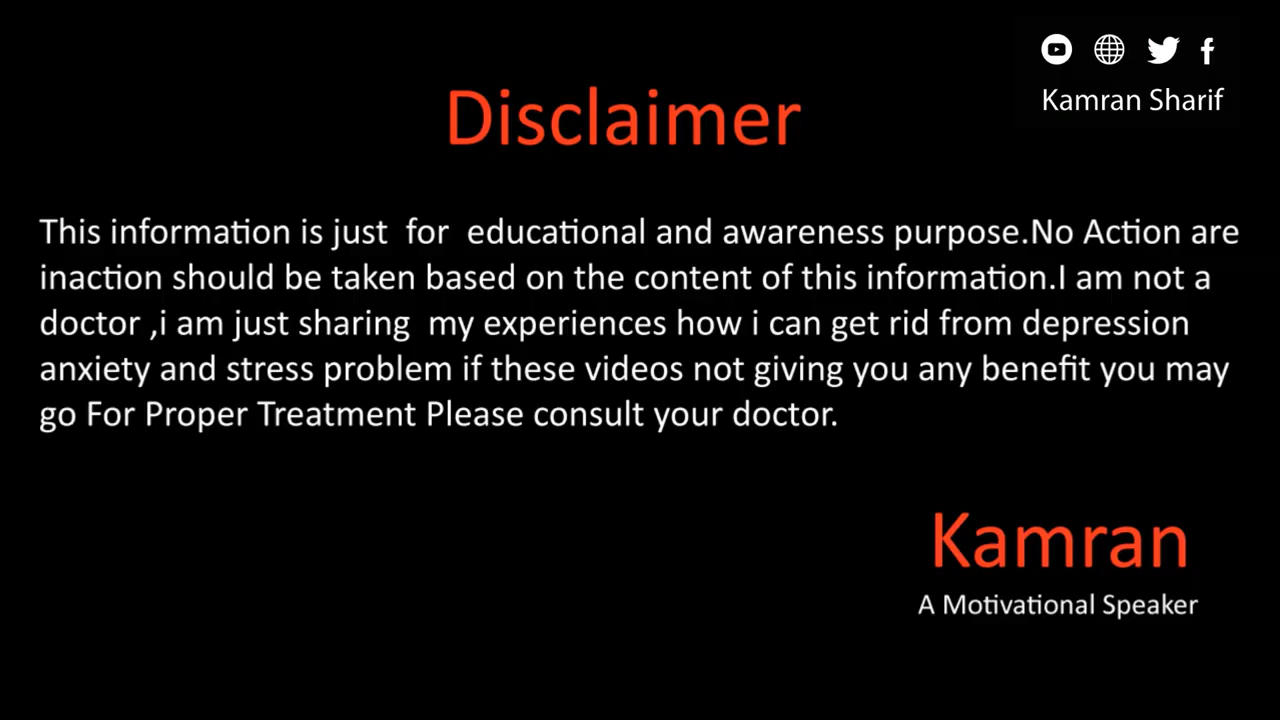 Kamran Sharif
Disclaimer
This information is just for educational and awareness purpose.No Action are
inaction should be taken based on the content of this information.I am not a
doctor ,i am just sharing my experiences how i can get rid from depression
anxiety and stress problem if these videos not giving you any benefit you may
go For Proper Treatment Please consult your doctor.
Kamran
A Motivational Speaker